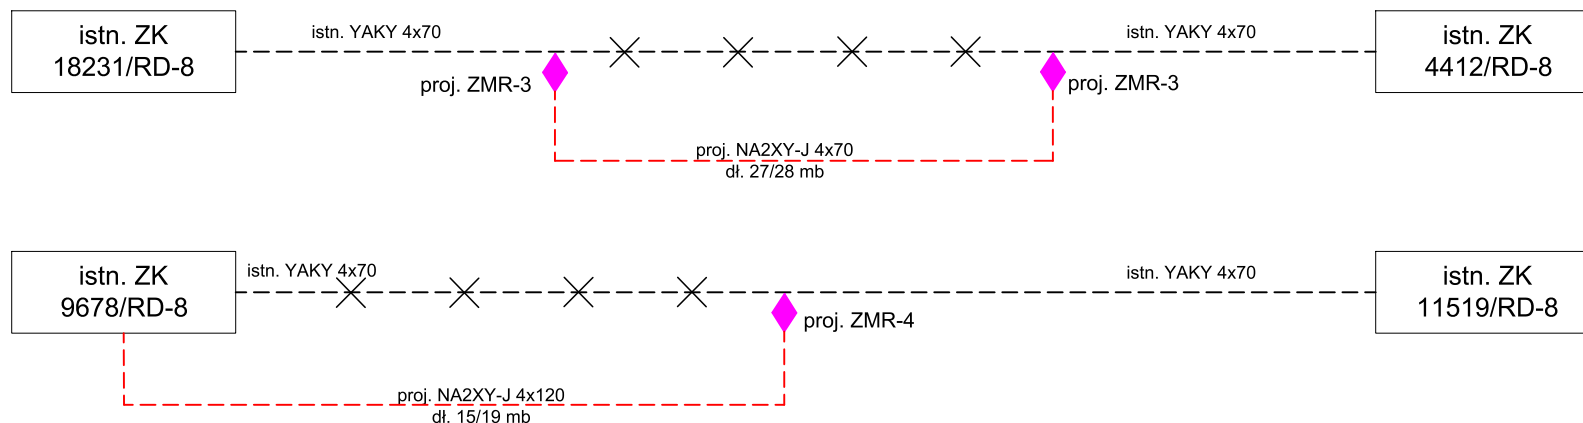 istn. ZK
18231/RD-8
istn. YAKY 4x70
istn. YAKY 4x70
istn. ZK
4412/RD-8
proj. ZMR-3
proj. ZMR-3
proj. NA2XY-J 4x70
dł. 27/28 mb
istn. ZK
9678/RD-8
istn. YAKY 4x70
istn. YAKY 4x70
istn. ZK
11519/RD-8
proj. ZMR-4
proj. NA2XY-J 4x120
dł. 15/19 mb